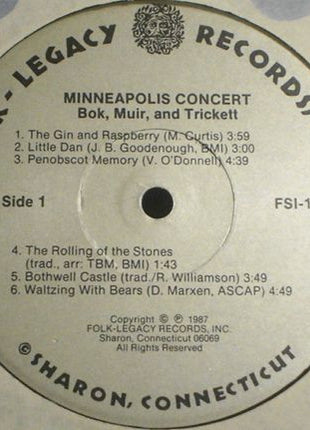 - LEGACY RECORDS
MINNEAPOLIS CONCERT
Bok, Muir, and Trickett
1. The Gin and Raspberry (M. Curtis) 3:59
2. Little Dan (J. B. Goodenough, BMI) 3:00
3. Penobscot Memory (V. O'Donnell) 4:39
Side 1
FSI-1
4. The Rolling of the Stones
(trad., arr: TBM, BMI) 1:43
5. Bothwell Castle (trad./R. Williamson) 3:49
6. Waltzing With Bears (D. Marxen, ASCAP) 3:49
Copyright © ℗ 1987
FOLK-LEGACY RECORDS, INC.
Sharon, Connecticut 06069
All Rights Reserved
© SHARON, CONNECTICUT